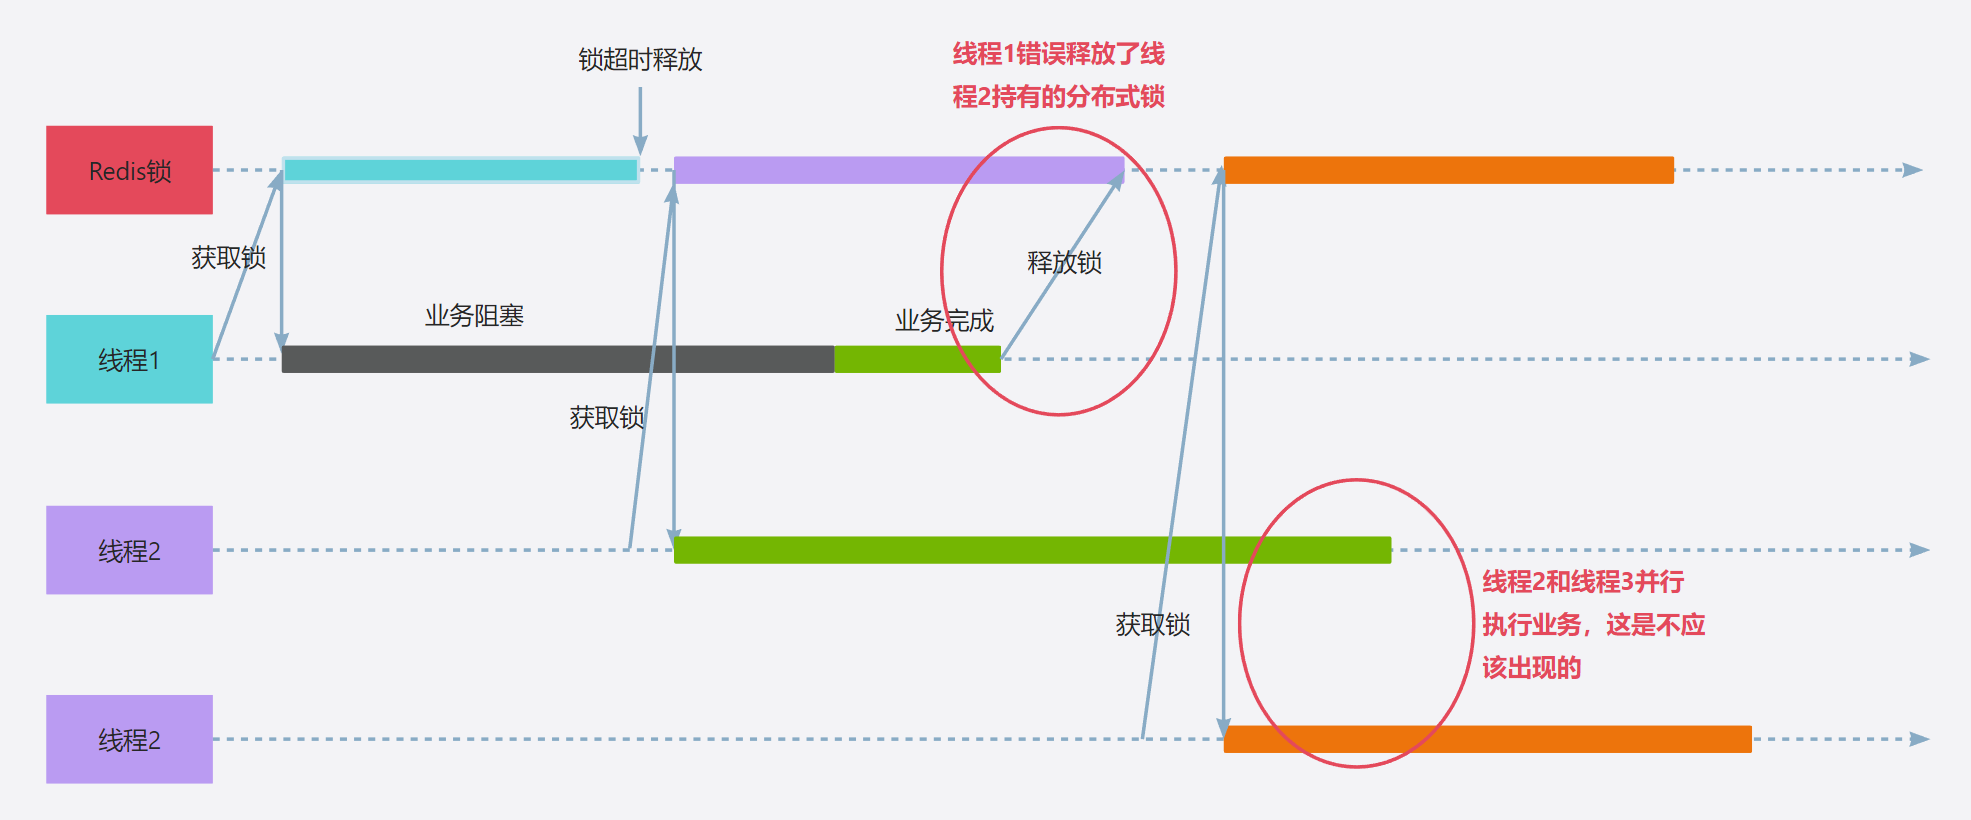 锁超时释放
线程1错误释放了线
程2持有的分布式锁
Redis锁
获取锁
释放锁
业务阻塞
业务完成
线程1
获取锁
线程2
线程2和线程3并行
执行业务，这是不应
该出现的
获取锁
线程2